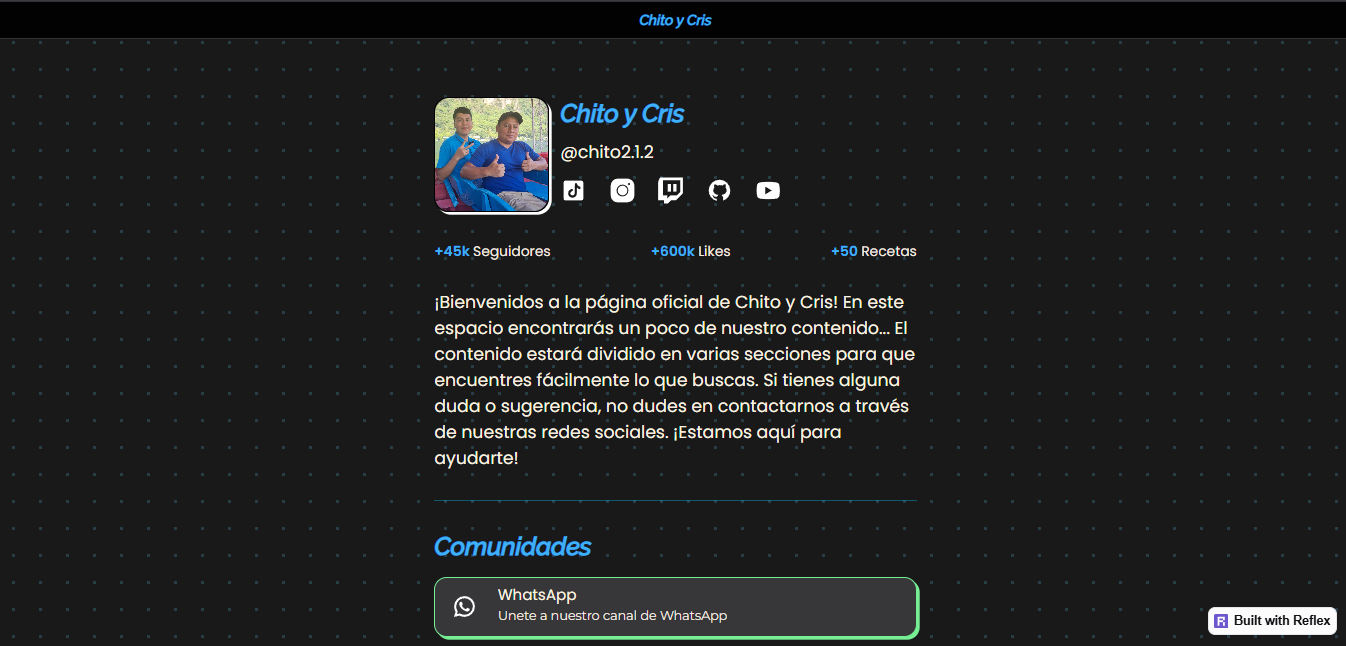 Chito y Cris
Chito y Cris
@chito2.1.2
+45k Seguidores
+600k Likes
+50 Recetas
¡Bienvenidos a la página oficial de Chito y Cris! En este
espacio encontrarás un poco de nuestro contenido... El
contenido estará dividido en varias secciones para que
encuentres fácilmente lo que buscas. Si tienes alguna
duda o sugerencia, no dudes en contactarnos a través
de nuestras redes sociales. ¡Estamos aquí para
ayudarte!
Comunidades
WhatsApp
Unete a nuestro canal de WhatsApp
Built with Reflex